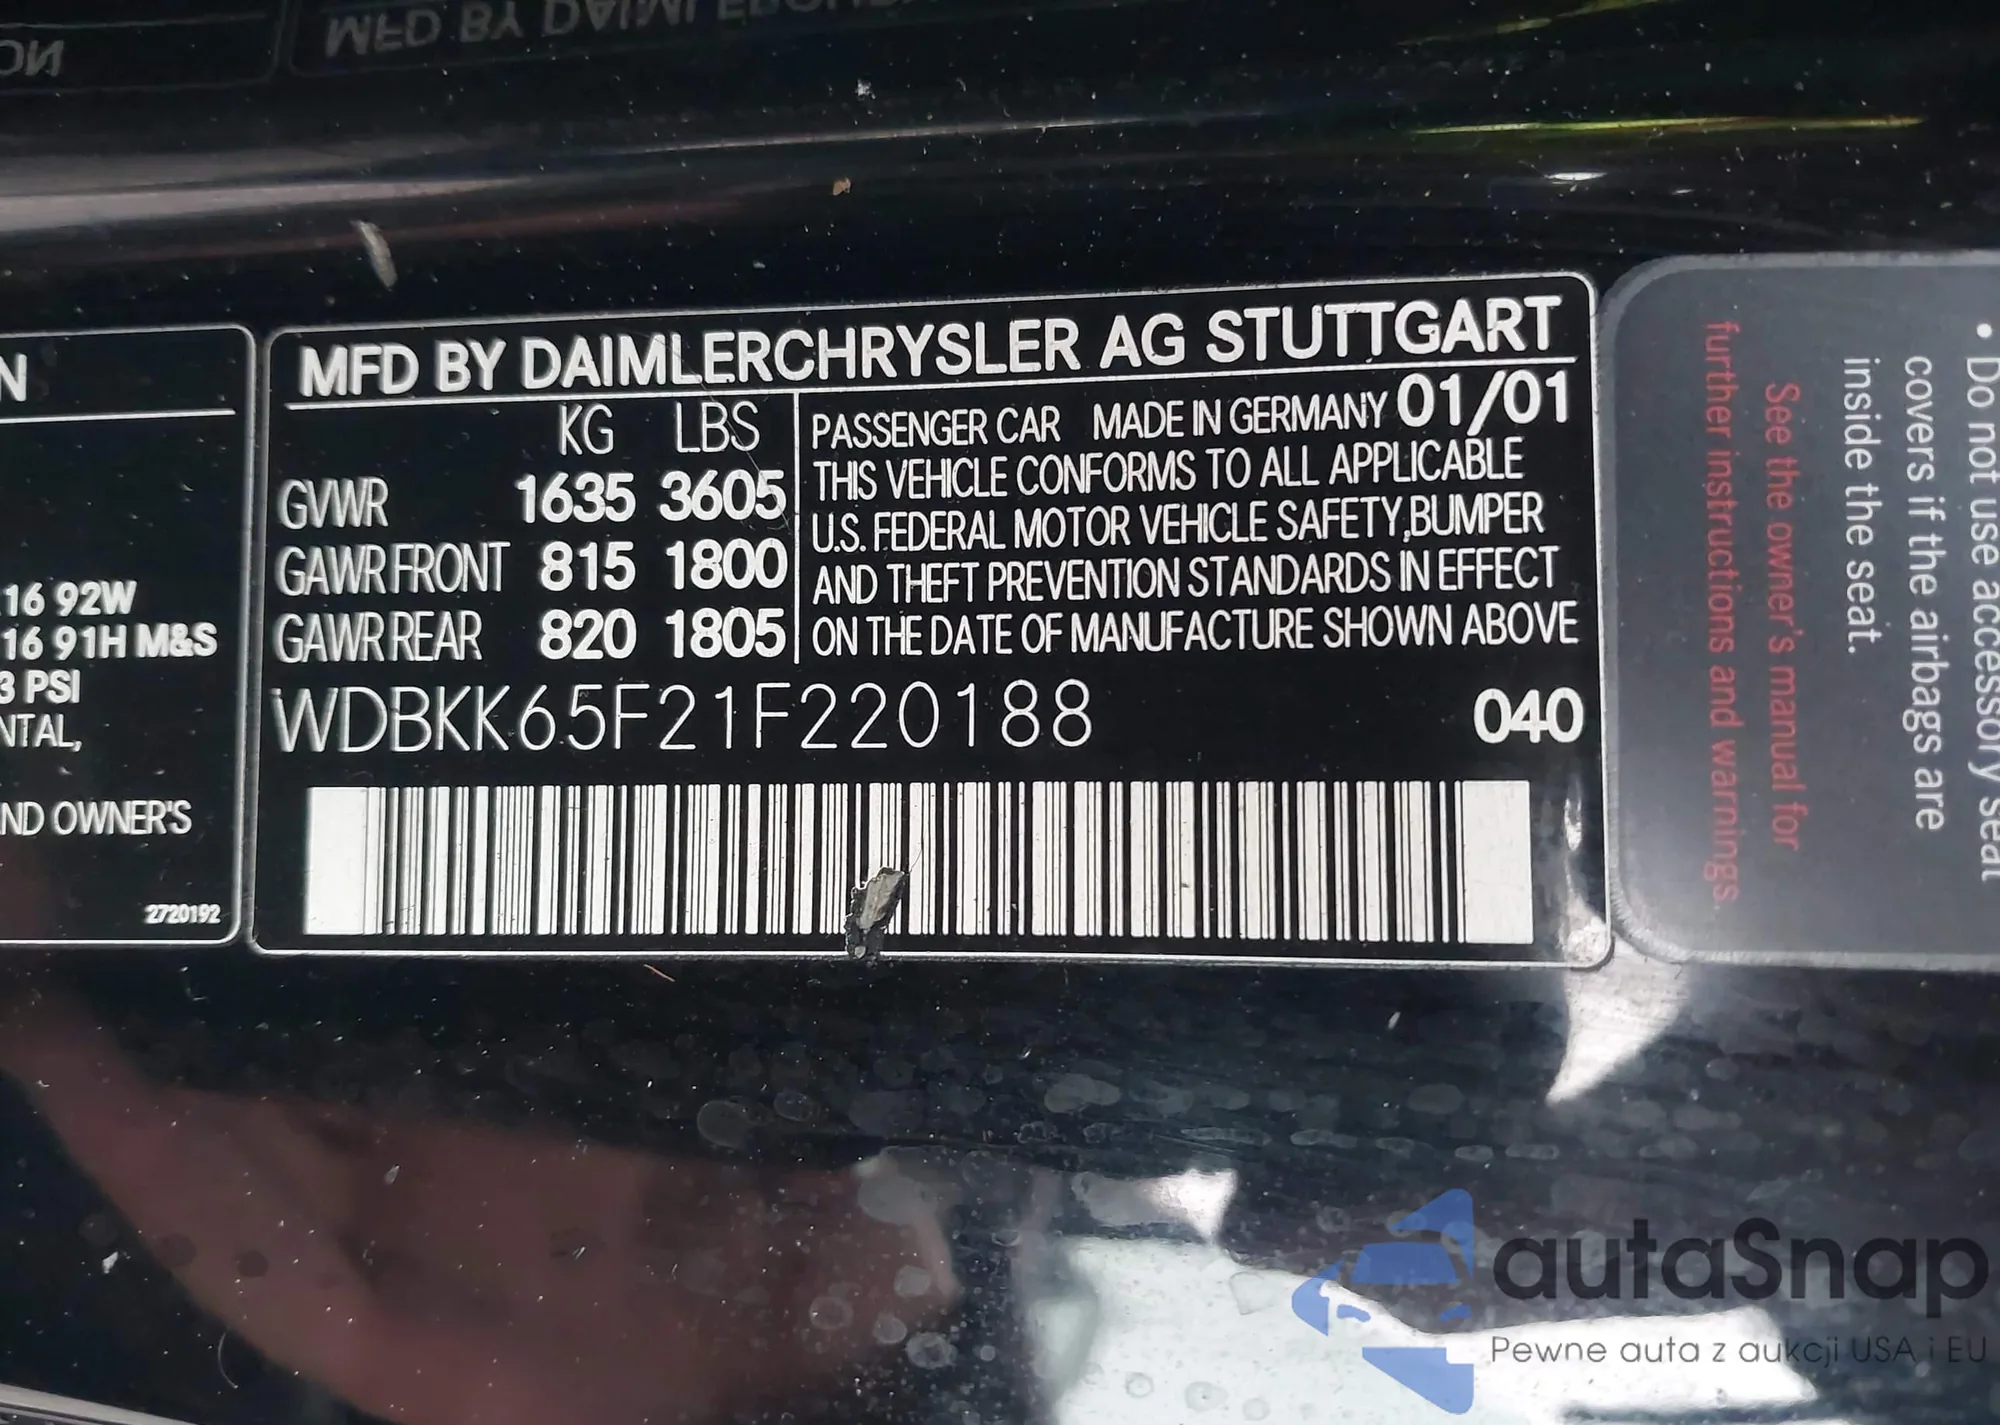 MFD BY DAIML
ON
N
16 92W
16 91H M&S
3 PSI
NTAL,
ND OWNER'S
2720192
MFD BY DAIMLERCHRYSLER AG STUTTGART
KG LBS
GVWR 1635 3605
GAWR FRONT 815 1800
GAWR REAR 820 1805
PASSENGER CAR MADE IN GERMANY 01/01
THIS VEHICLE CONFORMS TO ALL APPLICABLE
U.S. FEDERAL MOTOR VEHICLE SAFETY,BUMPER
AND THEFT PREVENTION STANDARDS IN EFFECT
ON THE DATE OF MANUFACTURE SHOWN ABOVE
WDBKK65F21F220188 040
• Do not use accessory seat
covers if the airbags are
inside the seat.
See the owner's manual for
further instructions and warnings.
autaSnap
Pewne auta z aukcji USA i EU